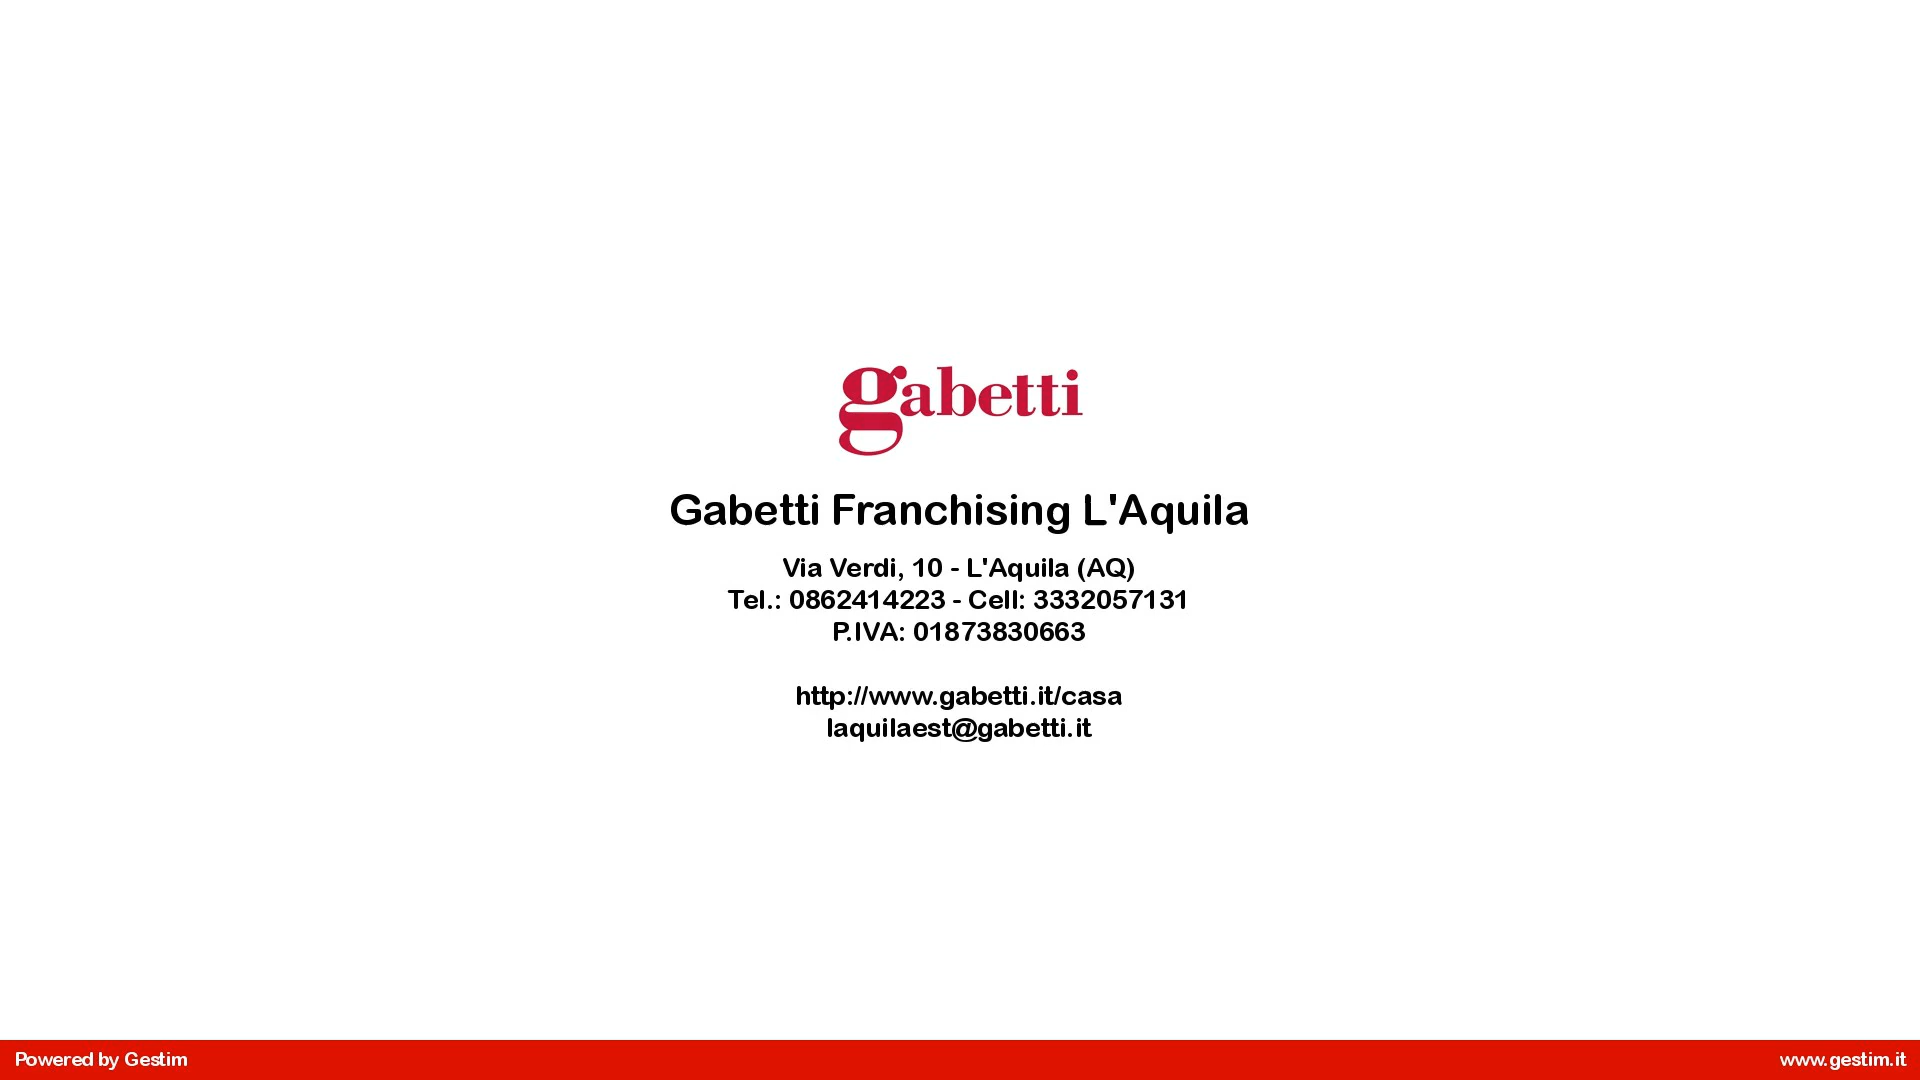 gabetti
Gabetti Franchising L'Aquila
Via Verdi, 10 - L'Aquila (AQ)
Tel.: 0862414223 - Cell: 3332057131
P.IVA: 01873830663
http://www.gabetti.it/casa
laquilaest@gabetti.it
Powered by Gestim
www.gestim.it